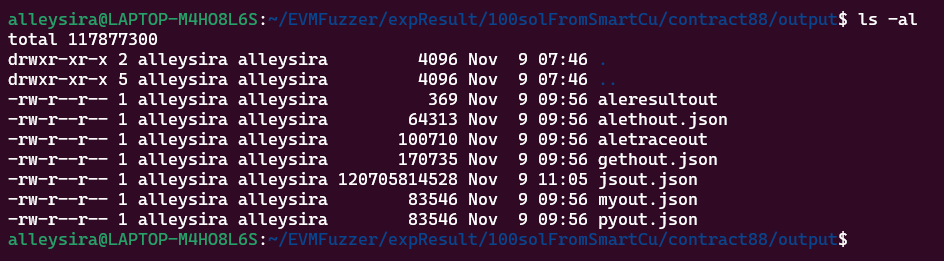 alleysira@LAPTOP-M4HO8L6S:~/EVMFuzzer/expResult/100solFromSmartCu/contract88/output$ ls -al
total 117877300
drwxr-xr-x 2 alleysira alleysira         4096 Nov  9 07:46 .
drwxr-xr-x 5 alleysira alleysira         4096 Nov  9 07:46 ..
-rw-r--r-- 1 alleysira alleysira          369 Nov  9 09:56 aleresultout
-rw-r--r-- 1 alleysira alleysira        64313 Nov  9 09:56 alethout.json
-rw-r--r-- 1 alleysira alleysira       100710 Nov  9 09:56 aletraceout
-rw-r--r-- 1 alleysira alleysira       170735 Nov  9 09:56 gethout.json
-rw-r--r-- 1 alleysira alleysira 120705814528 Nov  9 11:05 jsout.json
-rw-r--r-- 1 alleysira alleysira        83546 Nov  9 09:56 myout.json
-rw-r--r-- 1 alleysira alleysira        83546 Nov  9 09:56 pyout.json
alleysira@LAPTOP-M4HO8L6S:~/EVMFuzzer/expResult/100solFromSmartCu/contract88/output$